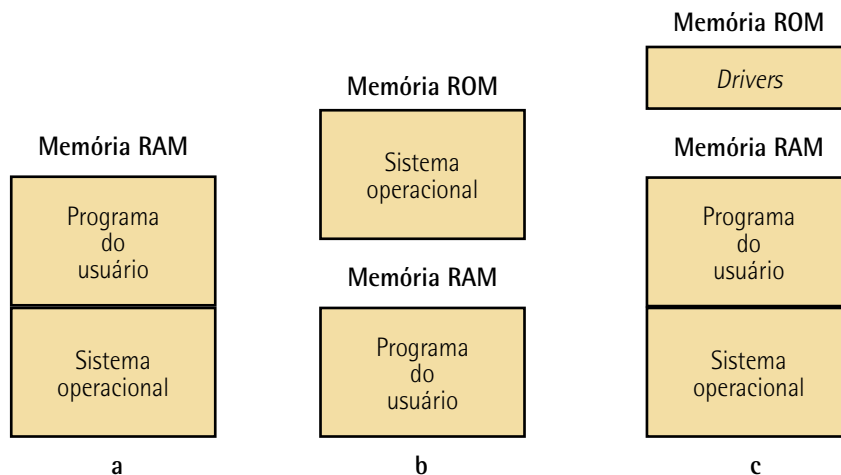 Memória RAM
Programa
do
usuário
Sistema
operacional
a
Memória ROM
Sistema
operacional
Memória RAM
Programa
do
usuário
b
Memória ROM
Drivers
Memória RAM
Programa
do
usuário
Sistema
operacional
c